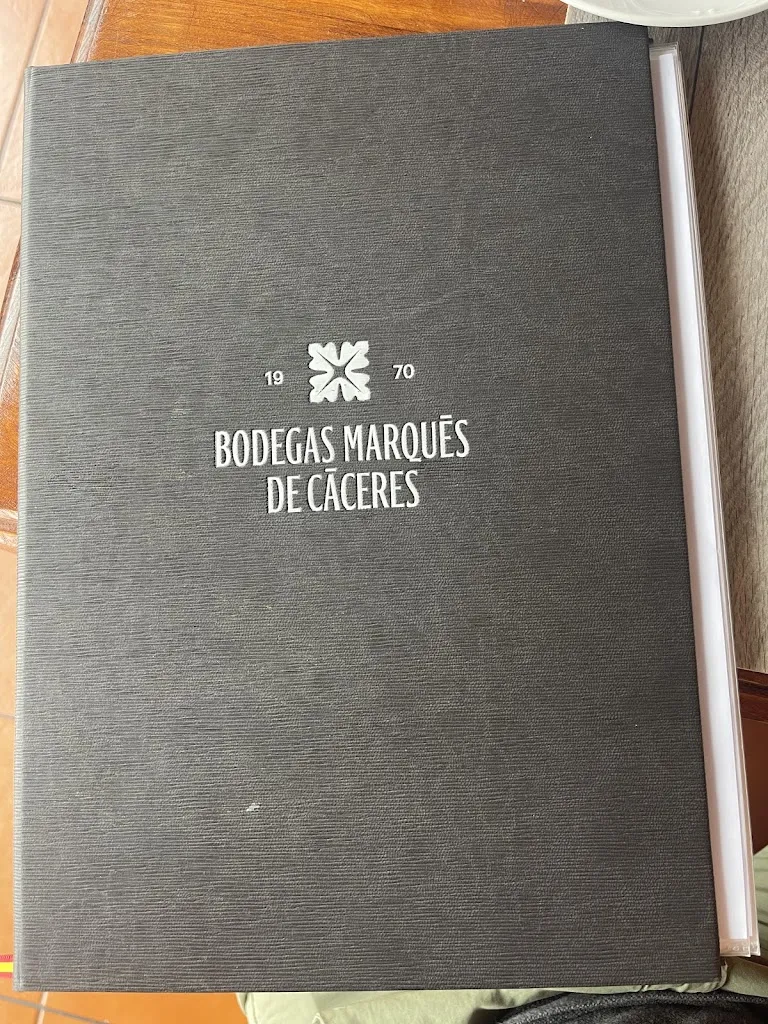 19 70
BODEGAS MARQUĒS
DE CĀCERES